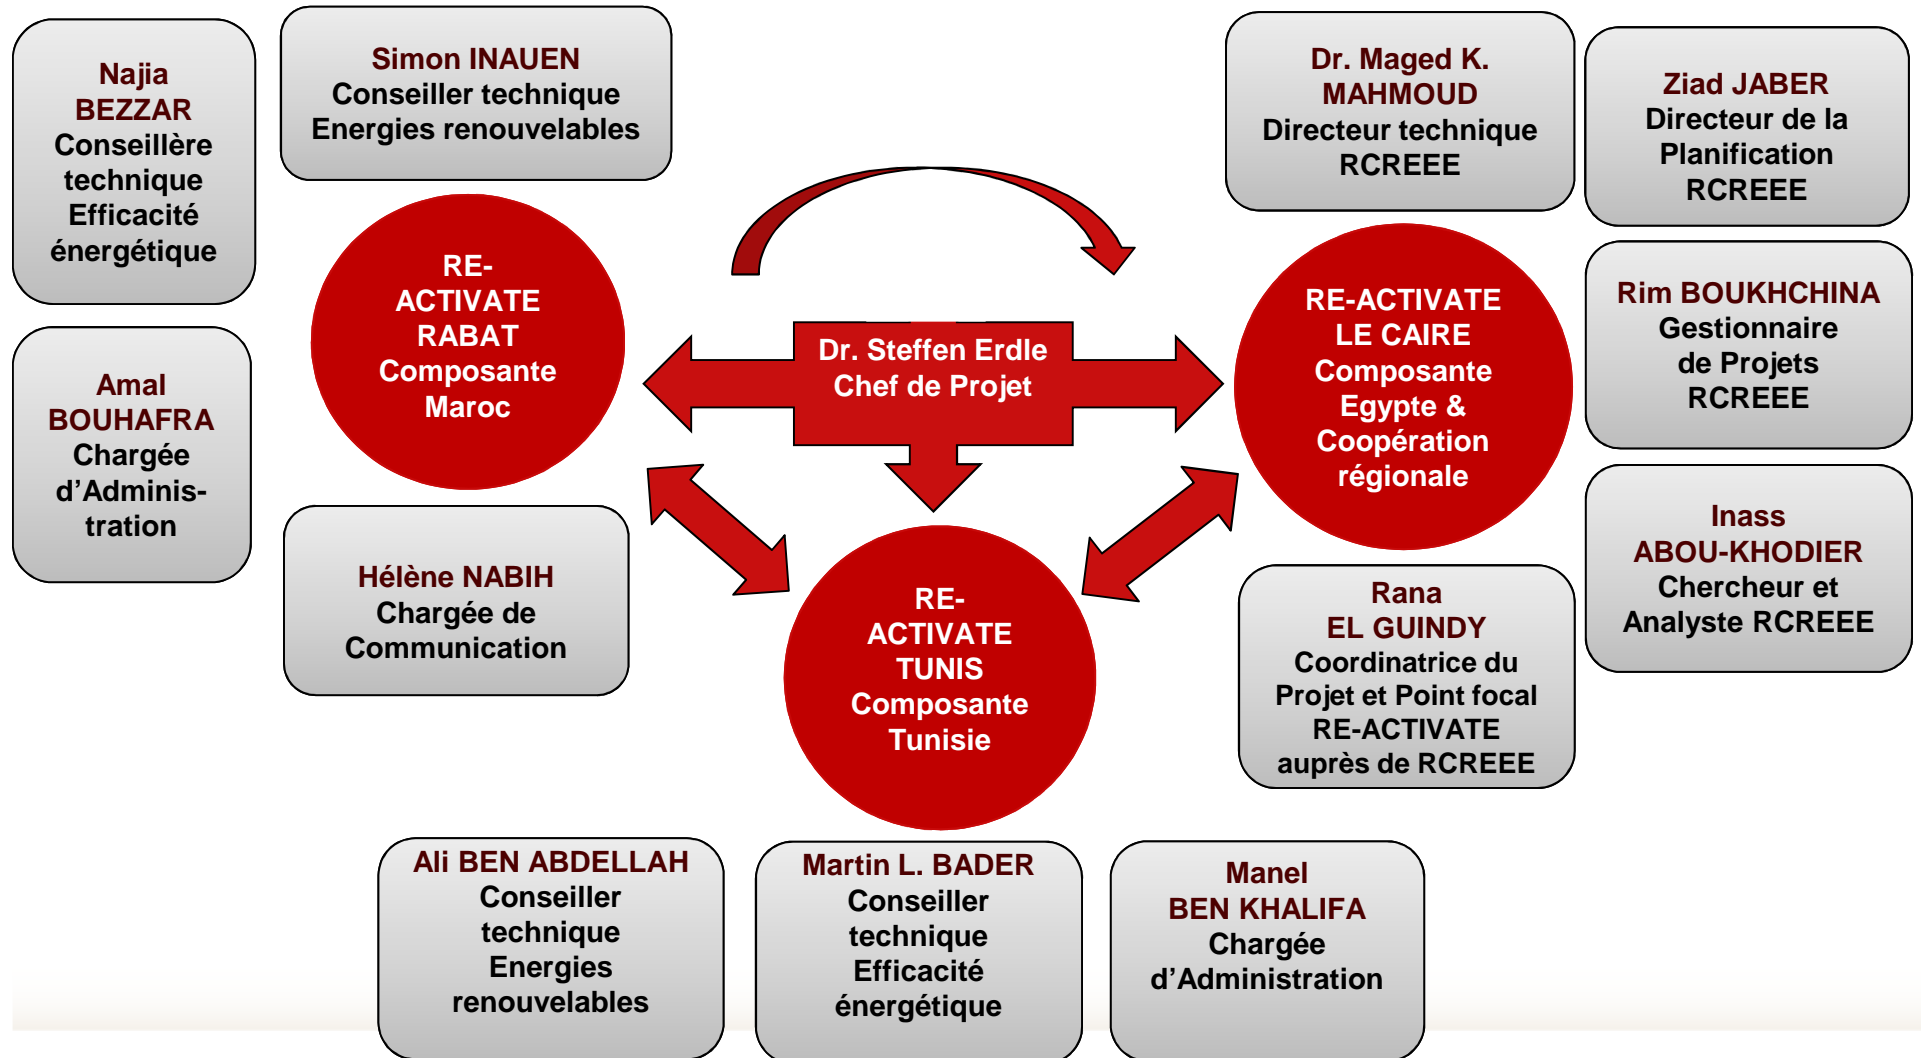 Najia
BEZZAR
Conseillère
technique
Efficacité
énergétique
Simon INAUEN
Conseiller technique
Energies renouvelables
Dr. Maged K.
MAHMOUD
Directeur technique
RCREEE
Ziad JABER
Directeur de la
Planification
RCREEE
RE-
ACTIVATE
RABAT
Composante
Maroc
Dr. Steffen Erdle
Chef de Projet
RE-ACTIVATE
LE CAIRE
Composante
Egypte &
Coopération
régionale
Rim BOUKHCHINA
Gestionnaire
de Projets
RCREEE
Amal
BOUHAFRA
Chargée
d’Adminis-
tration
Hélène NABIH
Chargée de
Communication
RE-
ACTIVATE
TUNIS
Composante
Tunisie
Rana
EL GUINDY
Coordinatrice du
Projet et Point focal
RE-ACTIVATE
auprès de RCREEE
Inass
ABOU-KHODIER
Chercheur et
Analyste RCREEE
Ali BEN ABDELLAH
Conseiller
technique
Energies
renouvelables
Martin L. BADER
Conseiller
technique
Efficacité
énergétique
Manel
BEN KHALIFA
Chargée
d’Administration